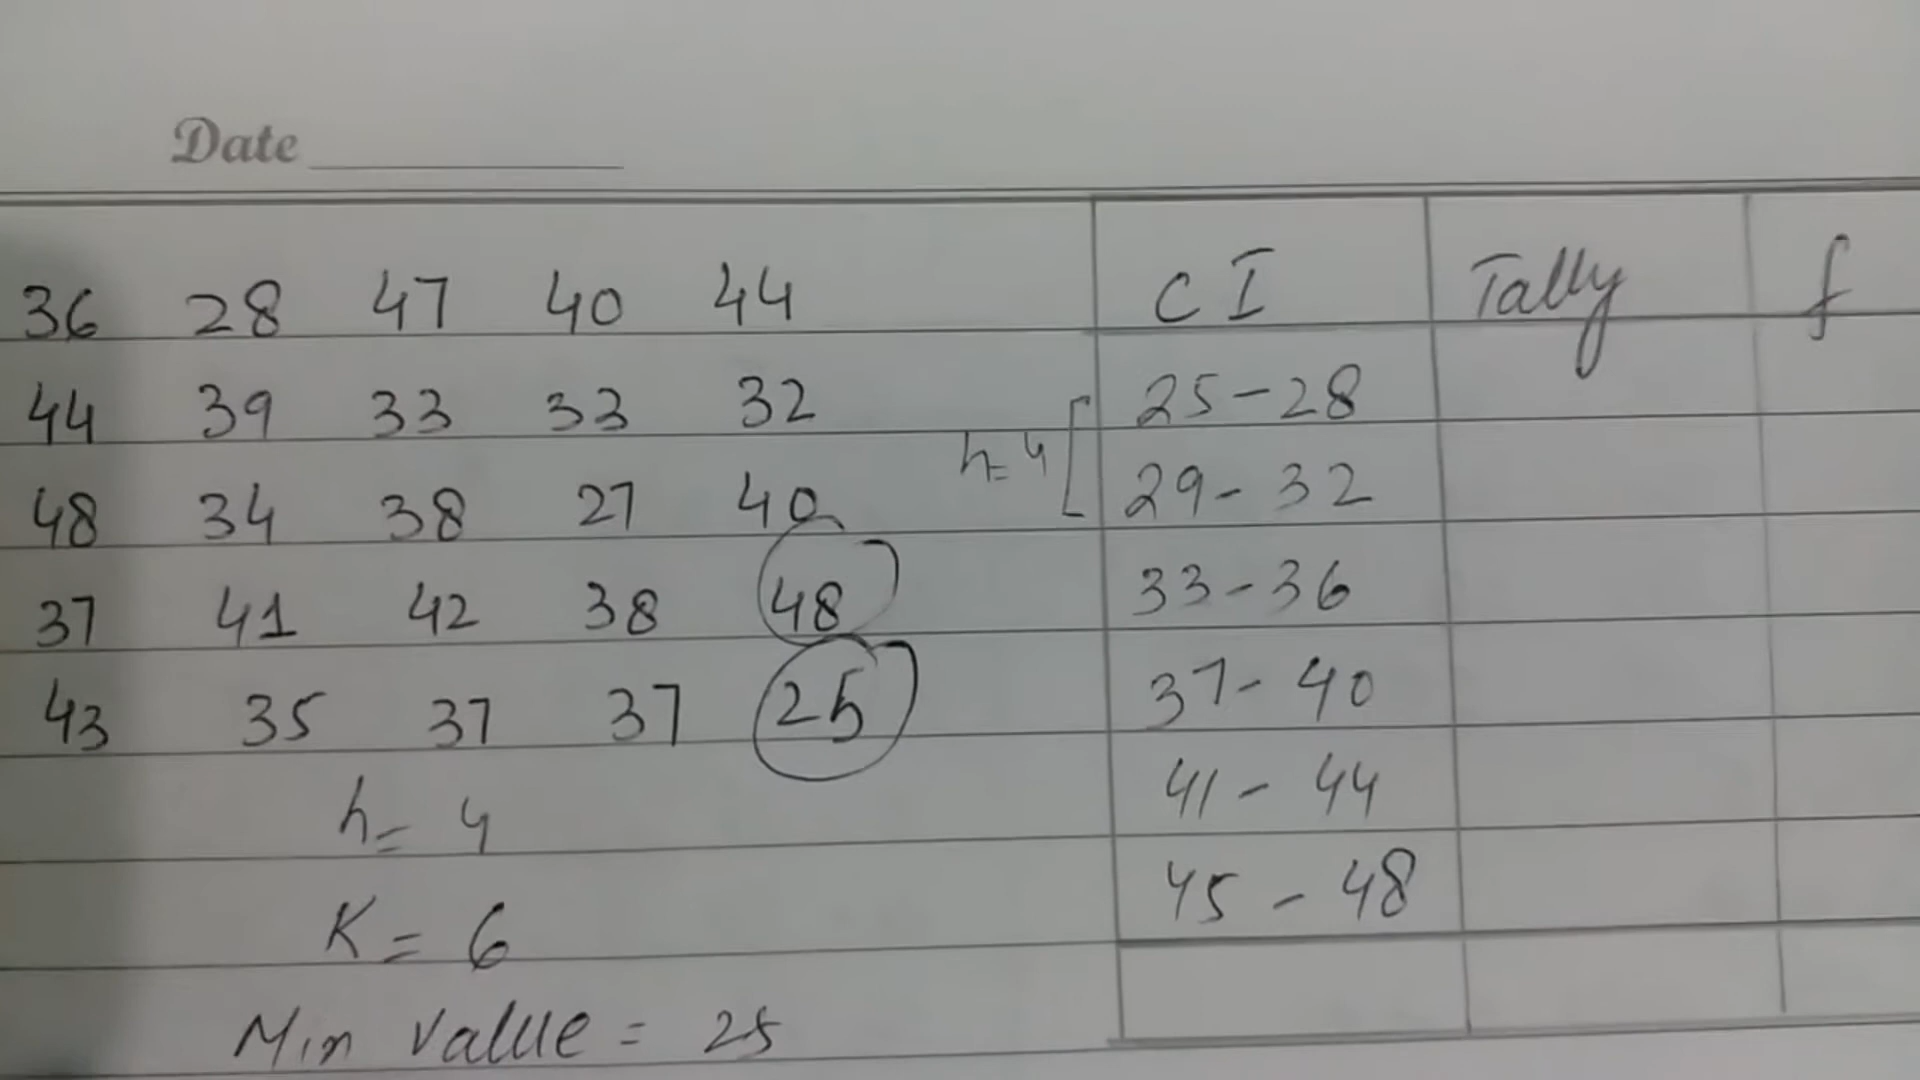 Date
36 28 47 40 44
44 39 33 33 32
48 34 38 27 40
37 41 42 38 48
43 35 37 37 25
h = 4
K = 6
Min value = 25
CI Tally f
h = 4
25-28
29-32
33-36
37-40
41-44
45-48